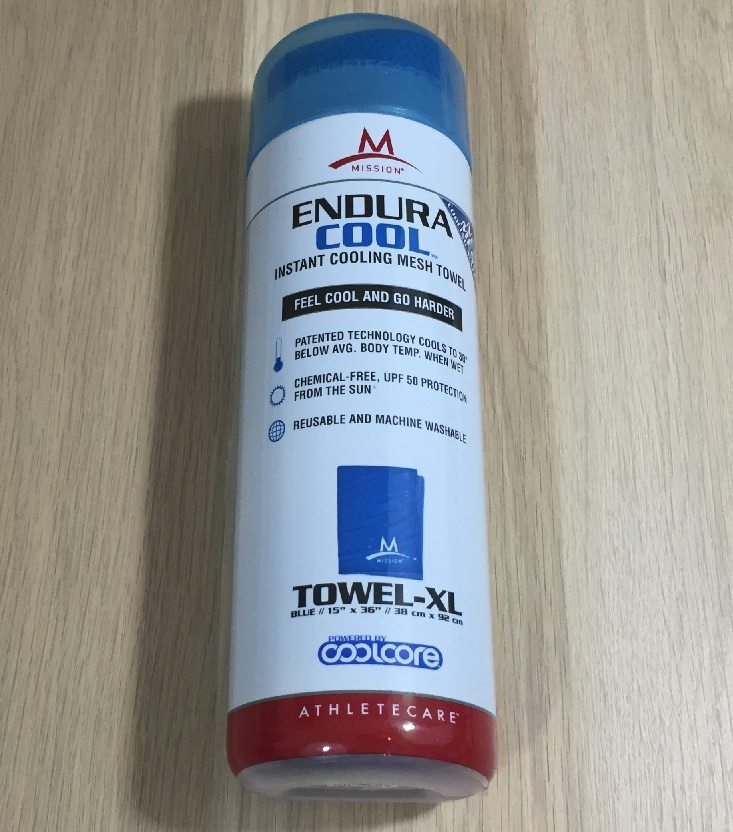 M
MISSION®
ENDURA
COOL™
INSTANT COOLING MESH TOWEL
FEEL COOL AND GO HARDER
PATENTED TECHNOLOGY COOLS TO 30°
BELOW AVG. BODY TEMP. WHEN WET
CHEMICAL-FREE, UPF 50 PROTECTION
FROM THE SUN
REUSABLE AND MACHINE WASHABLE
M
MISSION
TOWEL-XL
BLUE // 15" x 36" // 38 cm x 92 cm
POWERED BY
coolcore
ATHLETECARE™